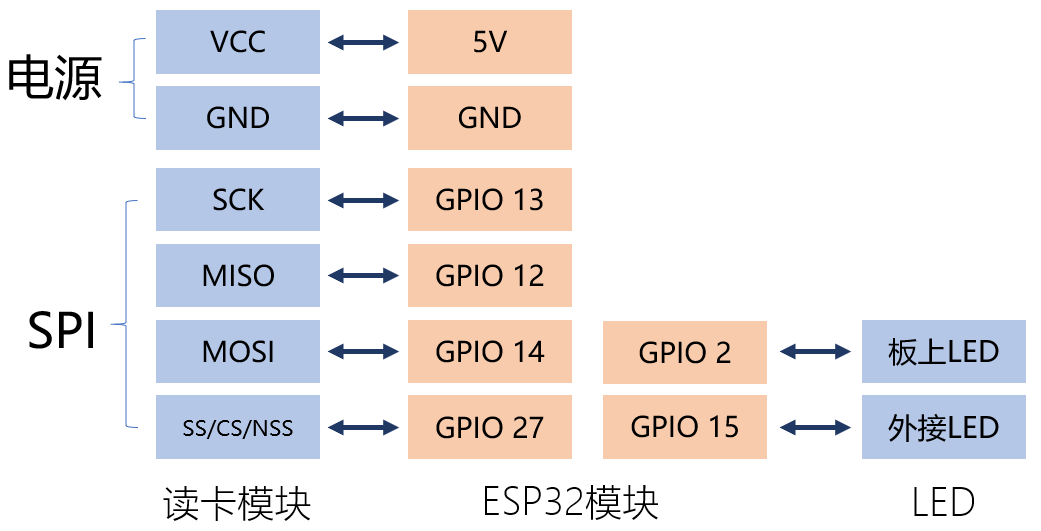 电源
VCC
5V
GND
GND
SPI
SCK
GPIO 13
MISO
GPIO 12
MOSI
GPIO 14
GPIO 2
板上LED
SS/CS/NSS
GPIO 27
GPIO 15
外接LED
读卡模块
ESP32模块
LED